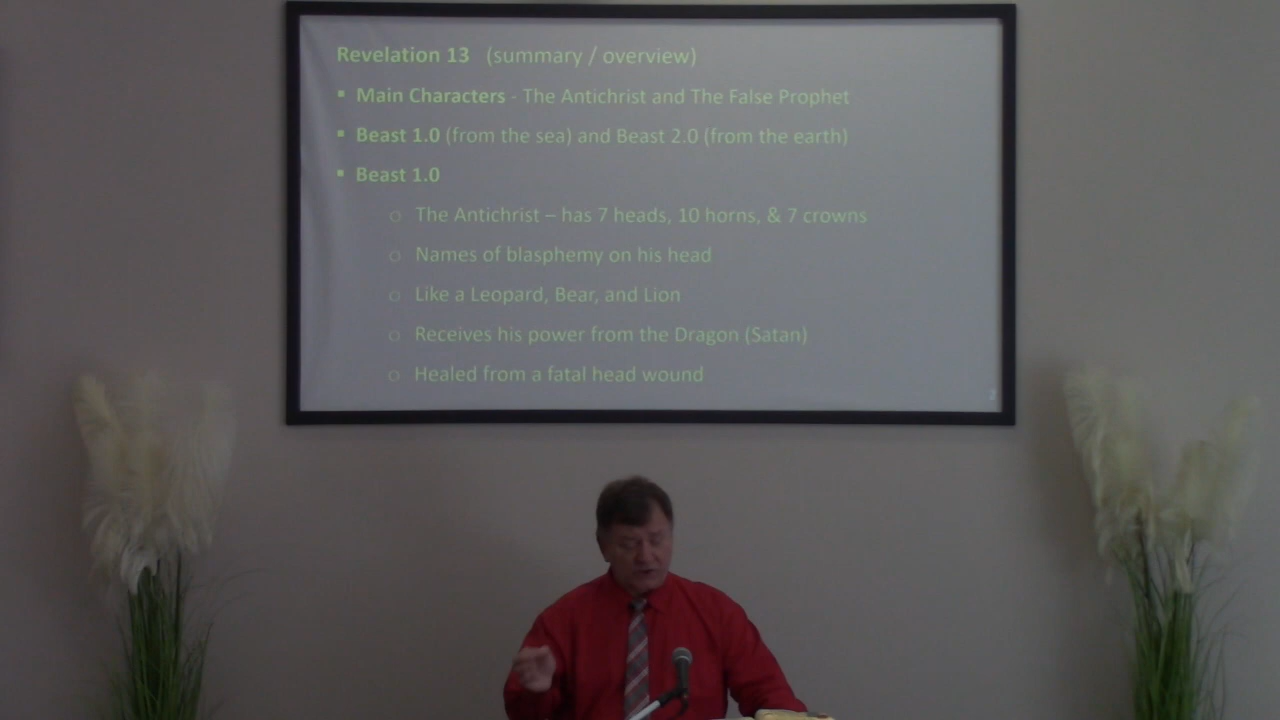 Revelation 13 (summary / overview)
▪ Main Characters - The Antichrist and The False Prophet
▪ Beast 1.0 (from the sea) and Beast 2.0 (from the earth)
▪ Beast 1.0
o The Antichrist – has 7 heads, 10 horns, & 7 crowns
o Names of blasphemy on his head
o Like a Leopard, Bear, and Lion
o Receives his power from the Dragon (Satan)
o Healed from a fatal head wound
2